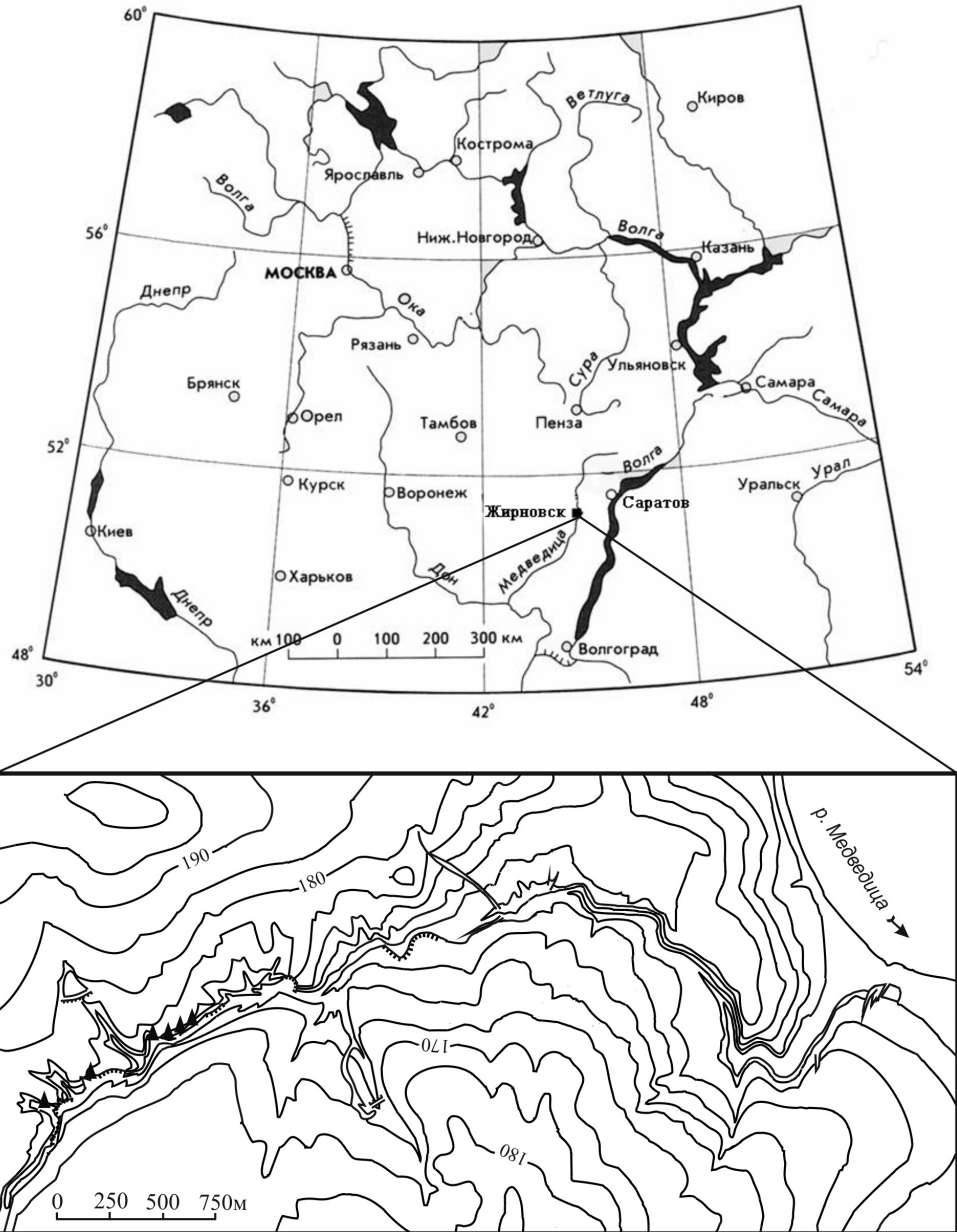 60°
Ветлуга
Киров
Кострома
Ярославль
Волга
56°
Ниж.Новгород
Волга
Казань
МОСКВА
Днепр
Ока
Рязань
Ульяновск
Брянск
Сура
Самара
Орел
Тамбов
Пенза
Самара
52°
Волга
Курск
Воронеж
Уральск
Урал
Саратов
Жирновск
Киев
Медведица
Харьков
Дон
Днепр
км 100 0 100 200 300 км
Волгоград
48°
30°
54°
36°
42°
48°
р. Медведица
190
180
170
180
0 250 500 750м